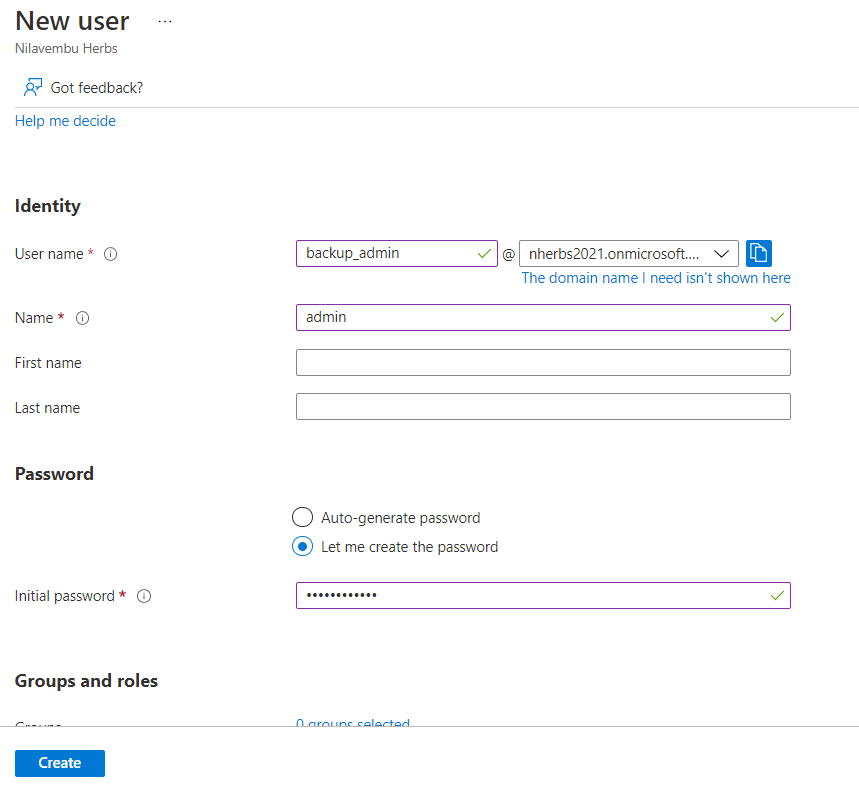 New user ...
Nilavembu Herbs
Got feedback?
Help me decide
Identity
User name * backup_admin @ nherbs2021.onmicrosoft....
The domain name I need isn't shown here
Name * admin
First name
Last name
Password
Auto-generate password
Let me create the password
Initial password * ••••••••••••
Groups and roles
Groups 0 groups selected
Create